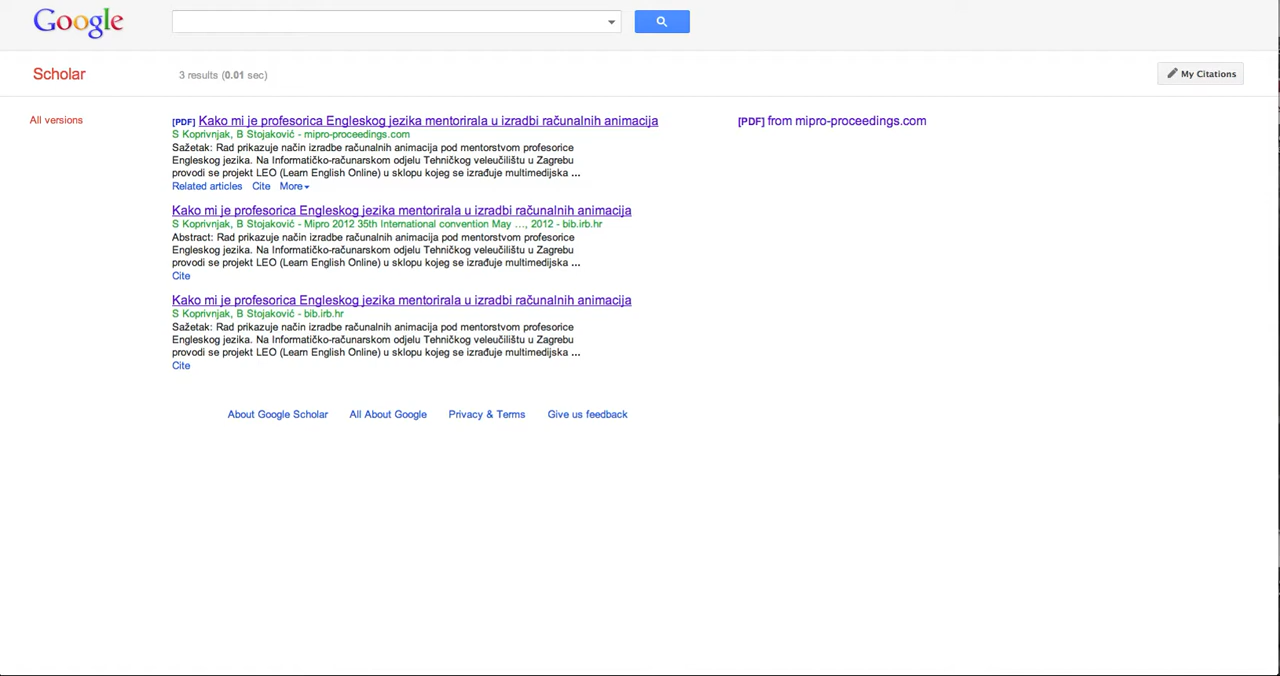 Google
Scholar
3 results (0.01 sec)
My Citations
All versions
[PDF] Kako mi je profesorica Engleskog jezika mentorirala u izradbi računalnih animacija
[PDF] from mipro-proceedings.com
S Koprivnjak, B Stojaković - mipro-proceedings.com
Sažetak: Rad prikazuje način izradbe računalnih animacija pod mentorstvom profesorice
Engleskog jezika. Na Informatičko-računarskom odjelu Tehničkog veleučilištu u Zagrebu
provodi se projekt LEO (Learn English Online) u sklopu kojeg se izrađuje multimedijska ...
Related articles Cite More
Kako mi je profesorica Engleskog jezika mentorirala u izradbi računalnih animacija
S Koprivnjak, B Stojaković - Mipro 2012 35th International convention May ..., 2012 - bib.irb.hr
Abstract: Rad prikazuje način izradbe računalnih animacija pod mentorstvom profesorice
Engleskog jezika. Na Informatičko-računarskom odjelu Tehničkog veleučilištu u Zagrebu
provodi se projekt LEO (Learn English Online) u sklopu kojeg se izrađuje multimedijska ...
Cite
Kako mi je profesorica Engleskog jezika mentorirala u izradbi računalnih animacija
S Koprivnjak, B Stojaković - bib.irb.hr
Sažetak: Rad prikazuje način izradbe računalnih animacija pod mentorstvom profesorice
Engleskog jezika. Na Informatičko-računarskom odjelu Tehničkog veleučilištu u Zagrebu
provodi se projekt LEO (Learn English Online) u sklopu kojeg se izrađuje multimedijska ...
Cite
About Google Scholar All About Google Privacy & Terms Give us feedback